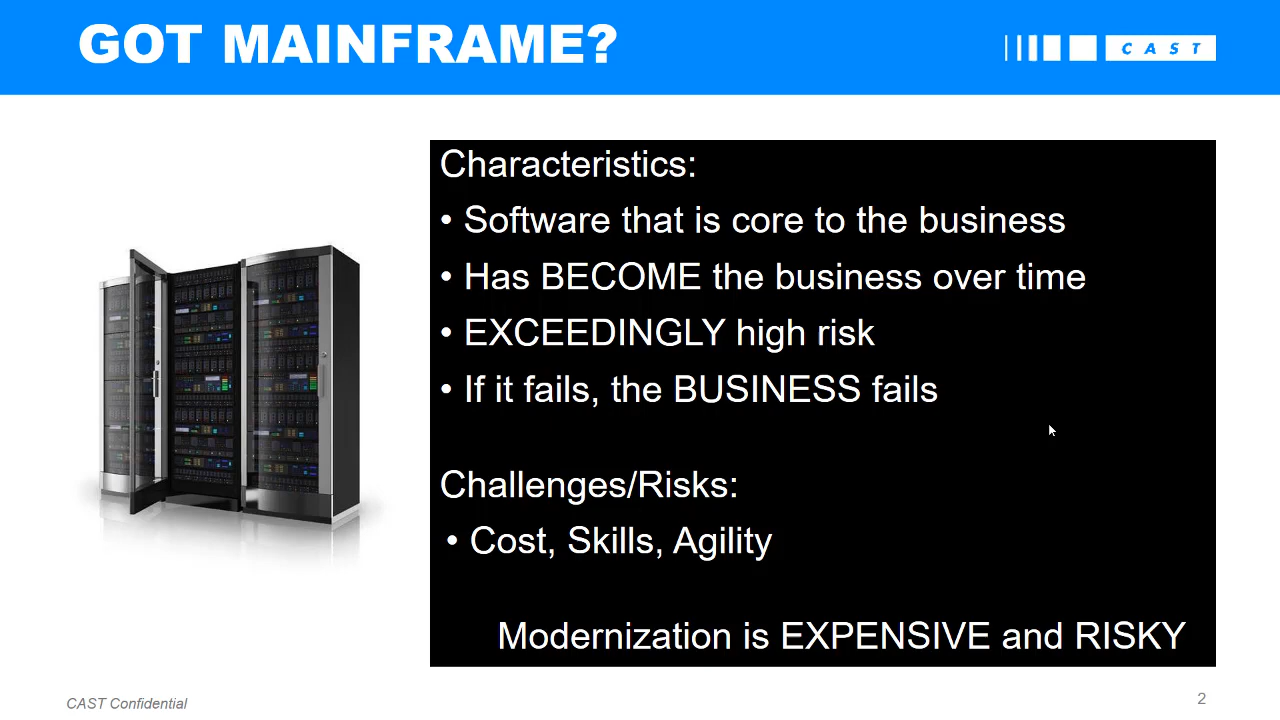 GOT MAINFRAME?
CAST
Characteristics:
• Software that is core to the business
• Has BECOME the business over time
• EXCEEDINGLY high risk
• If it fails, the BUSINESS fails
Challenges/Risks:
• Cost, Skills, Agility
Modernization is EXPENSIVE and RISKY
CAST Confidential
2